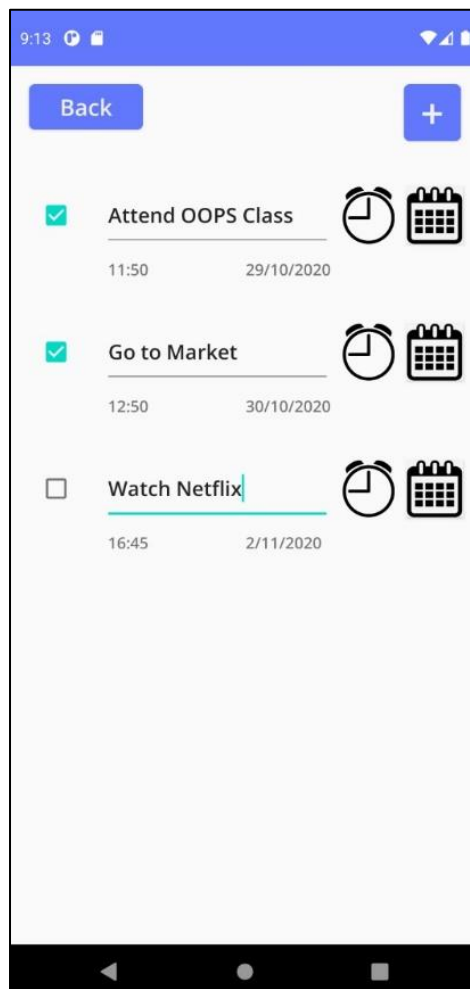 9:13
Back +
Attend OOPS Class
11:50 29/10/2020
Go to Market
12:50 30/10/2020
Watch Netflix
16:45 2/11/2020